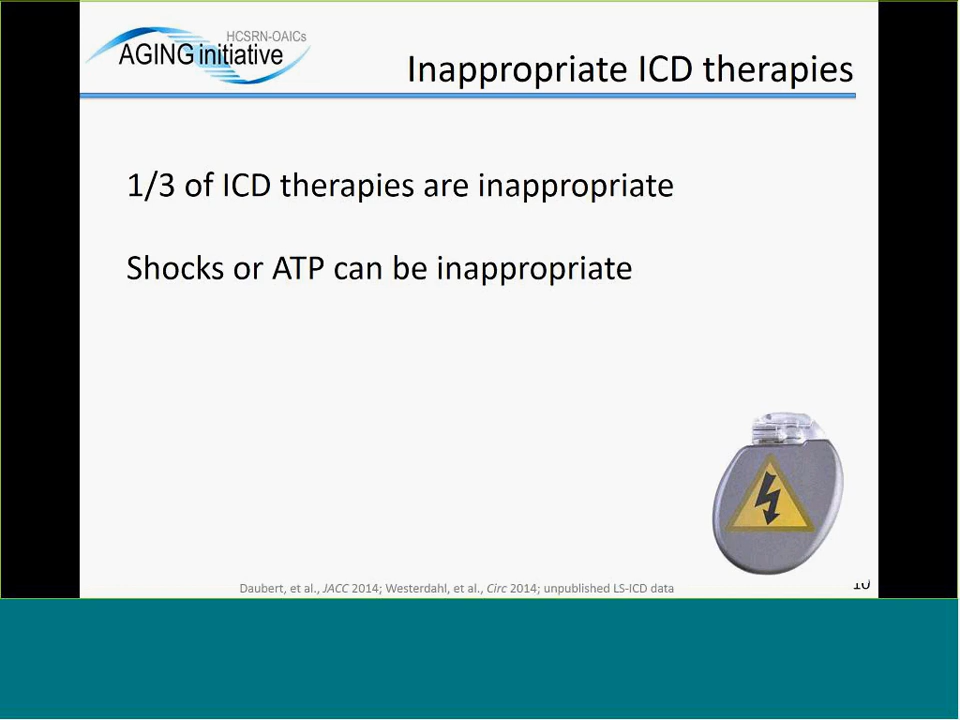 HCSRN-OAICs
AGING initiative
Inappropriate ICD therapies
1/3 of ICD therapies are inappropriate
Shocks or ATP can be inappropriate
Daubert, et al., JACC 2014; Westerdahl, et al., Circ 2014; unpublished LS-ICD data
10